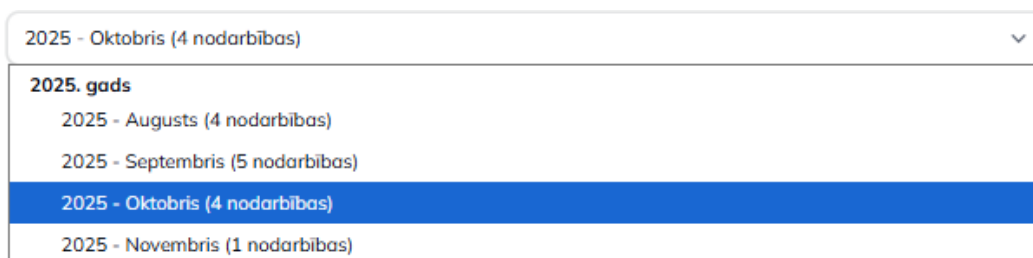 2025 - Oktobris (4 nodarbības)
2025. gads
2025 - Augusts (4 nodarbības)
2025 - Septembris (5 nodarbības)
2025 - Oktobris (4 nodarbības)
2025 - Novembris (1 nodarbības)